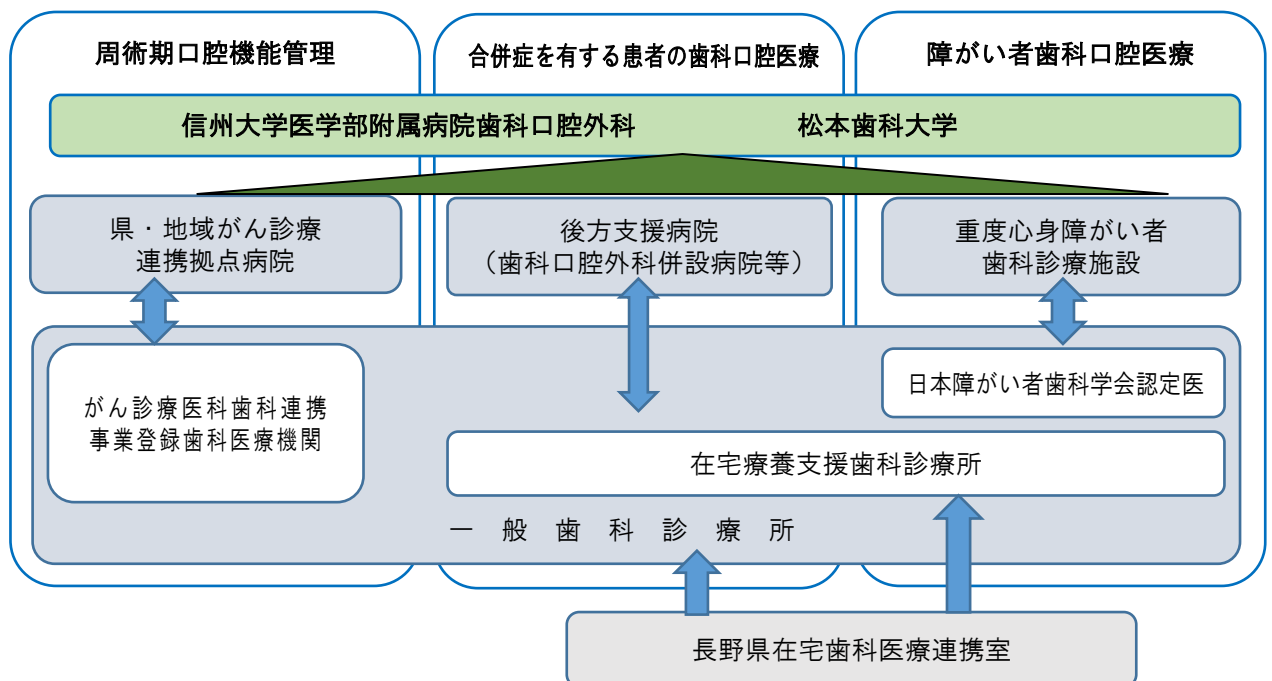 周術期口腔機能管理
合併症を有する患者の歯科口腔医療
障がい者歯科口腔医療
信州大学医学部附属病院歯科口腔外科
松本歯科大学
県・地域がん診療
連携拠点病院
後方支援病院
（歯科口腔外科併設病院等）
重度心身障がい者
歯科診療施設
がん診療医科歯科連携
事業登録歯科医療機関
日本障がい者歯科学会認定医
在宅療養支援歯科診療所
一般歯科診療所
長野県在宅歯科医療連携室